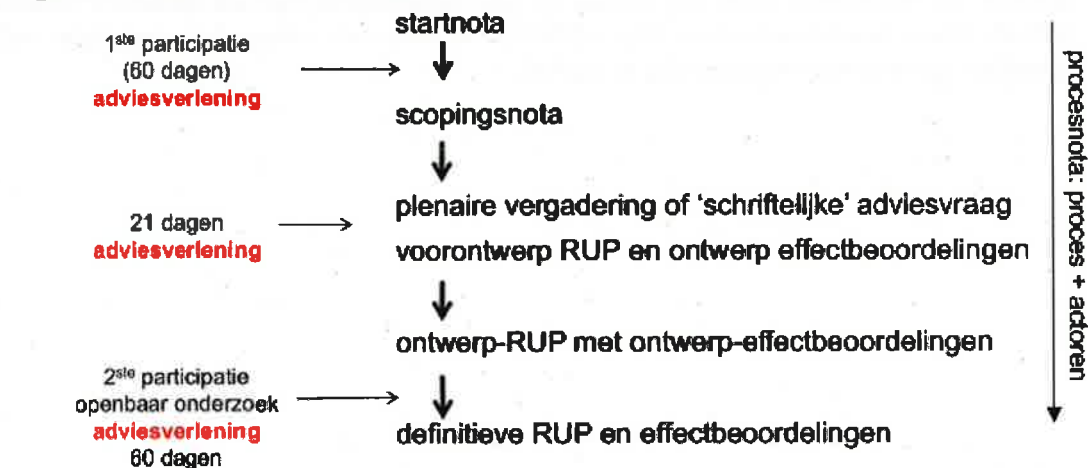 startnota
1ste participatie
(60 dagen)
adviesverlening
scopingsnota
plenaire vergadering of 'schriftelijke' adviesvraag
21 dagen
adviesverlening
voorontwerp RUP en ontwerp effectbeoordelingen
ontwerp-RUP met ontwerp-effectbeoordelingen
2ste participatie
openbaar onderzoek
adviesverlening
60 dagen
definitieve RUP en effectbeoordelingen
procesnota: proces + actoren